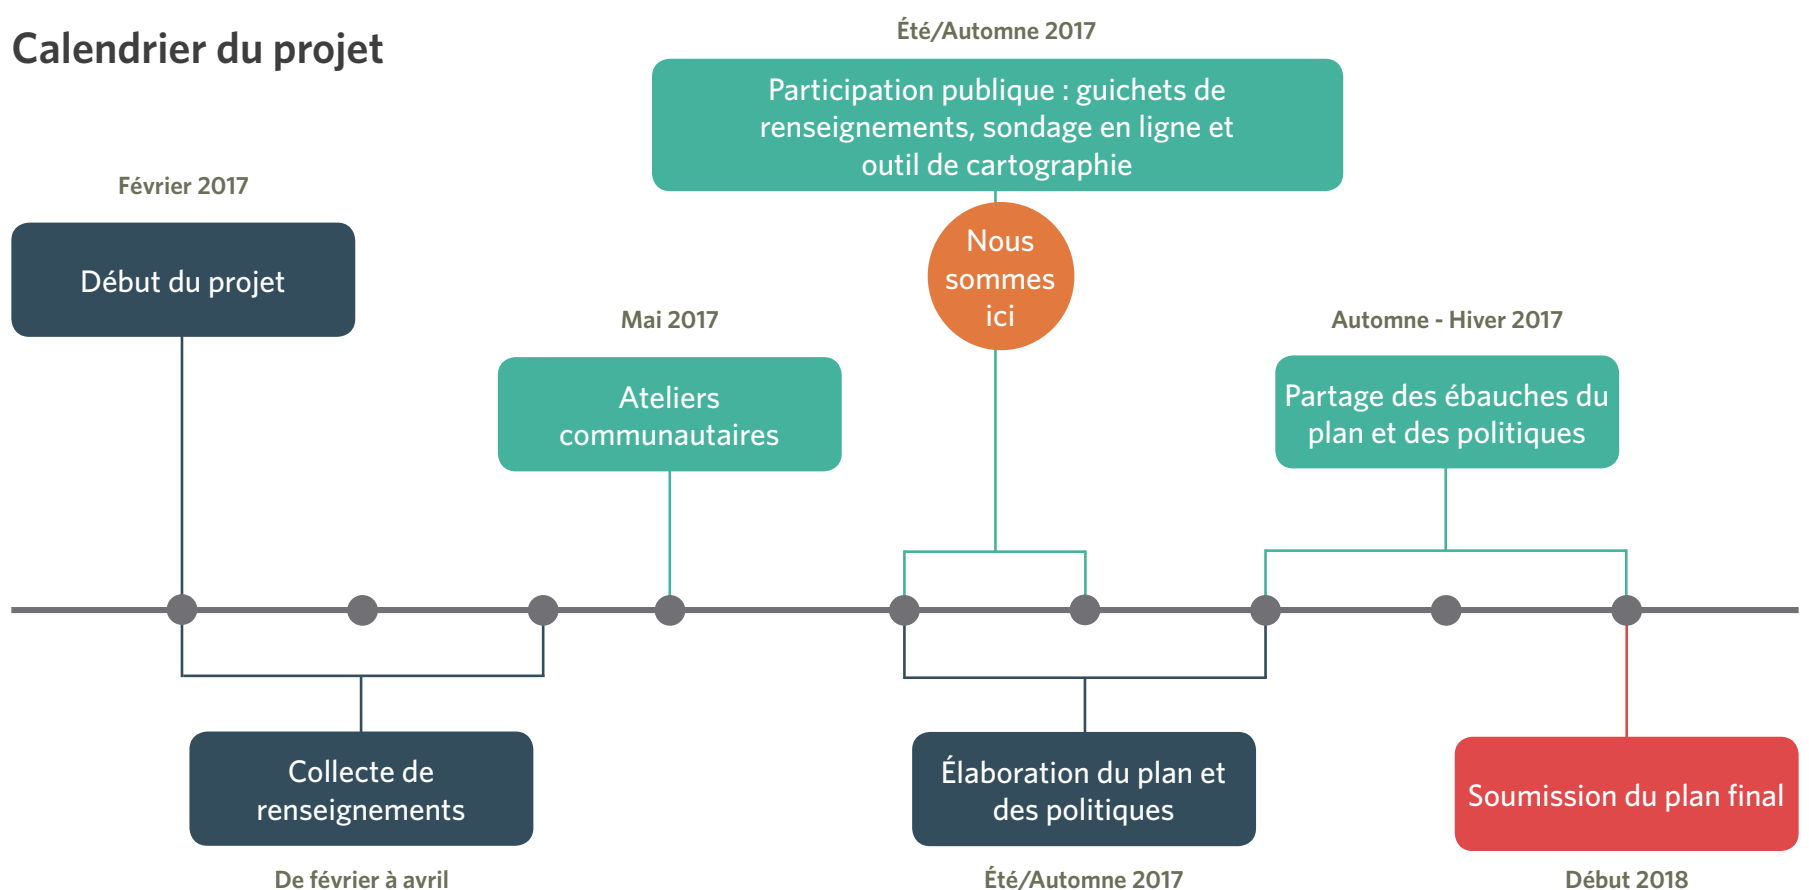 Calendrier du projet
Été/Automne 2017
Participation publique : guichets de
renseignements, sondage en ligne et
outil de cartographie
Février 2017
Début du projet
Nous
sommes
ici
Mai 2017
Ateliers
communautaires
Automne - Hiver 2017
Partage des ébauches du
plan et des politiques
Collecte de
renseignements
De février à avril
Élaboration du plan et
des politiques
Été/Automne 2017
Soumission du plan final
Début 2018